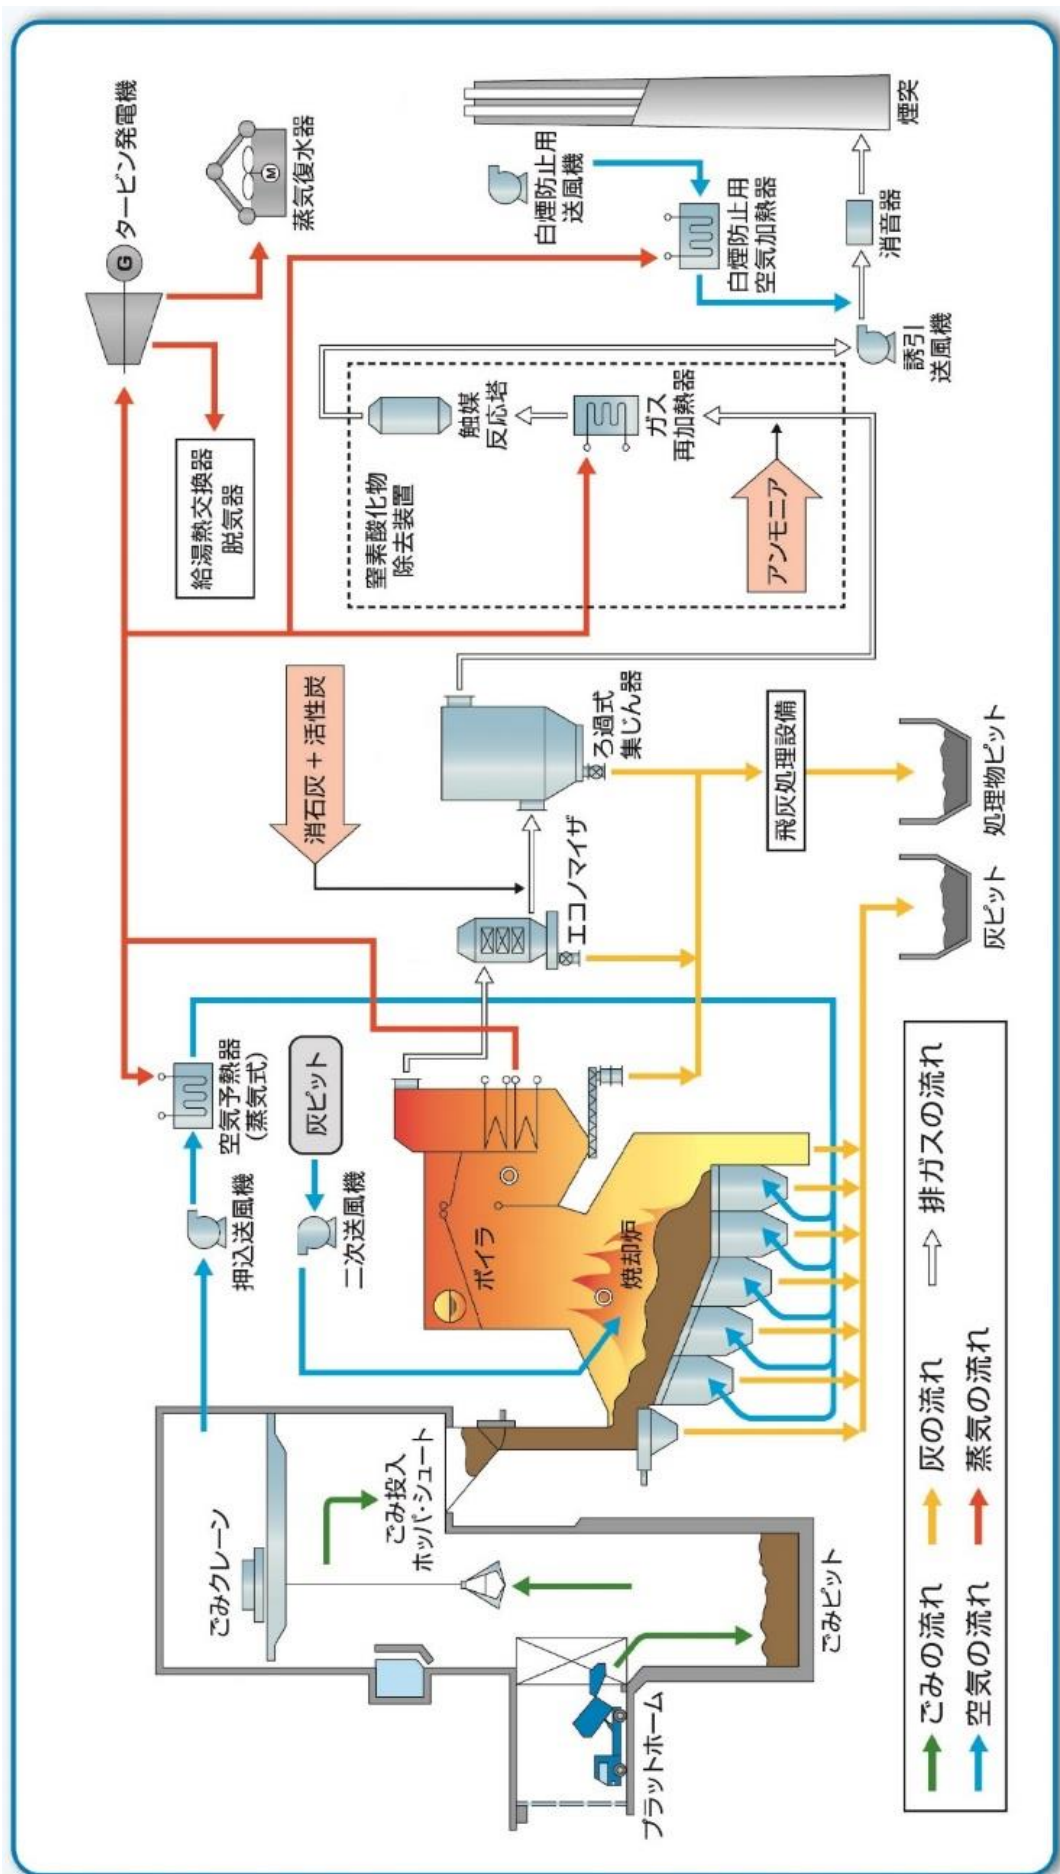 ごみクレーン
ごみ投入
ホッパ・シュート
プラットホーム
ごみピット
押込送風機
空気予熱器
(蒸気式)
灰ピット
二次送風機
ボイラ
焼却炉
エコノマイザ
消石灰 + 活性炭
ろ過式
集じん器
飛灰処理設備
灰ピット
処理物ピット
G
タービン発電機
給湯熱交換器
脱気器
M
蒸気復水器
窒素酸化物
除去装置
触媒
反応塔
ガス
再加熱器
アンモニア
白煙防止用
送風機
白煙防止用
空気加熱器
誘引
送風機
消音器
煙突
ごみの流れ
灰の流れ
排ガスの流れ
空気の流れ
蒸気の流れ